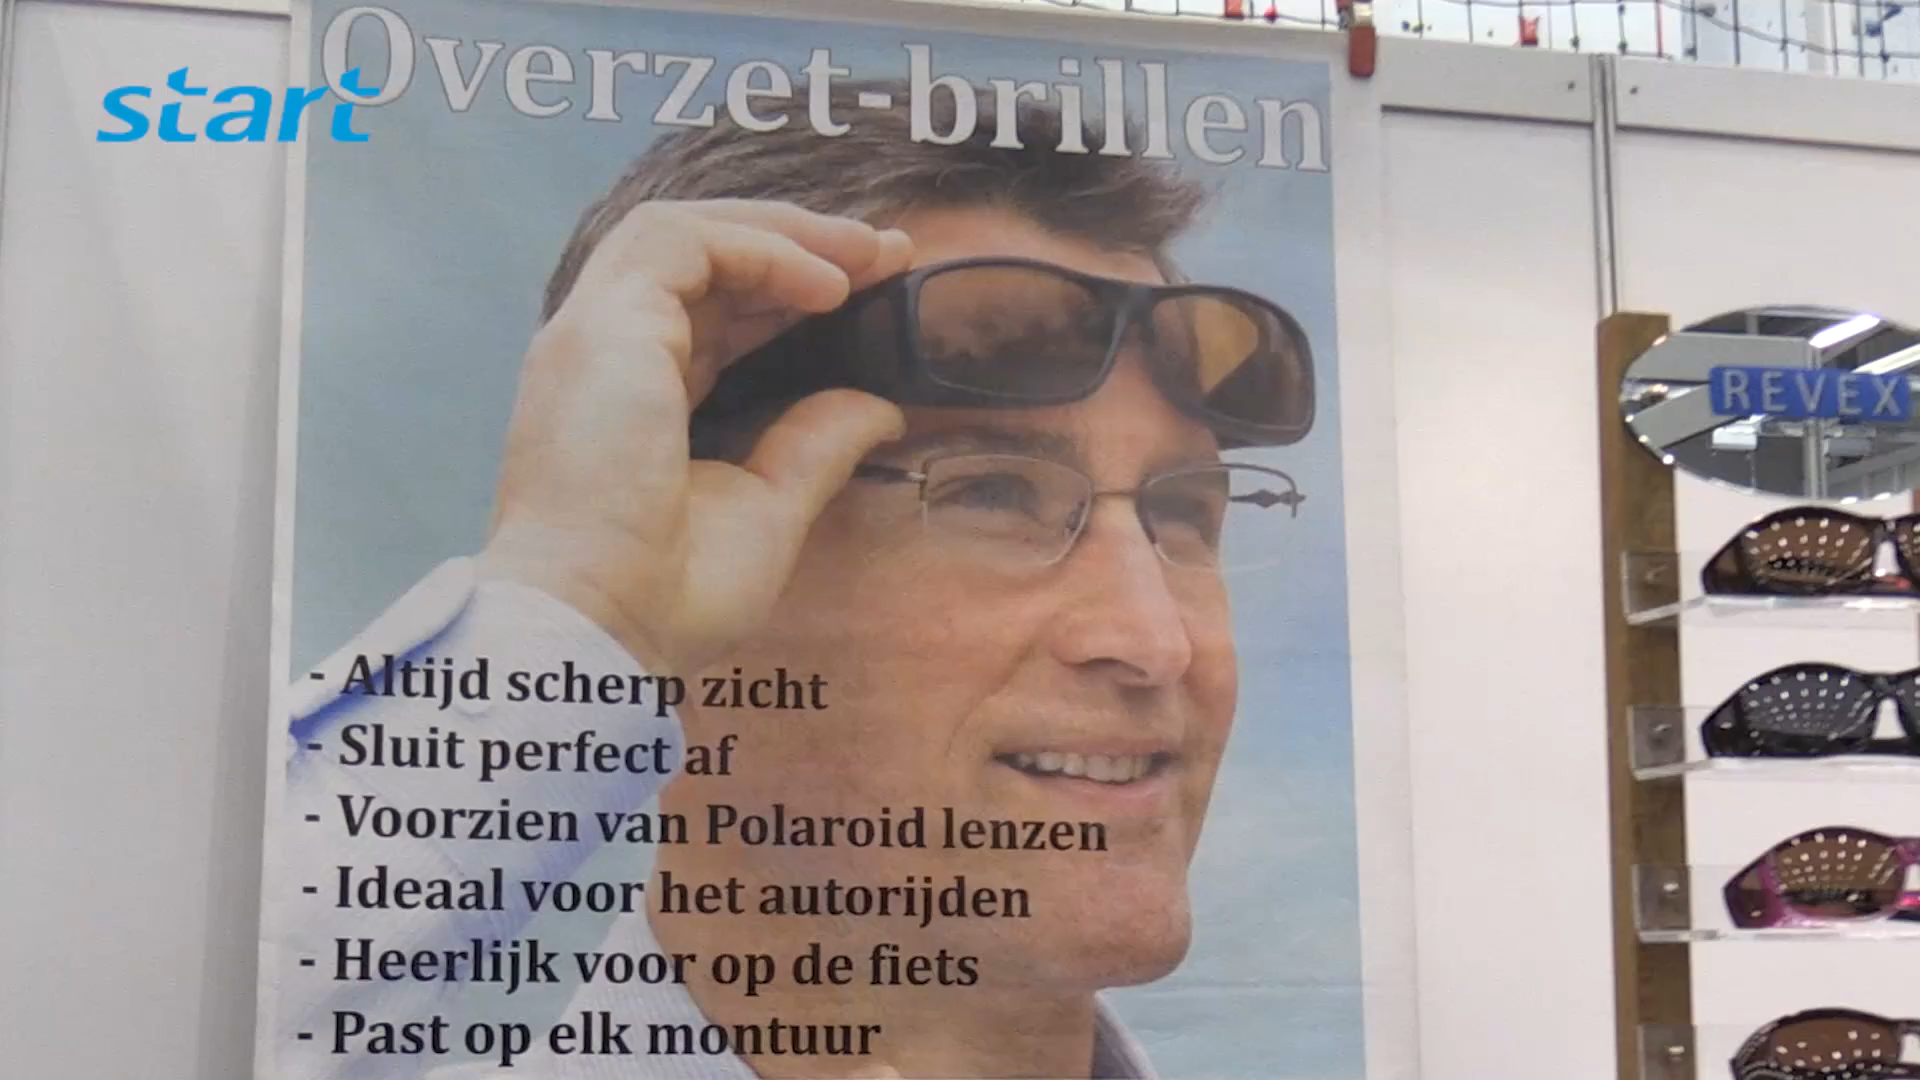 start
Overzet-brillen
REVEX
- Altijd scherp zicht
- Sluit perfect af
- Voorzien van Polaroid lenzen
- Ideaal voor het autorijden
- Heerlijk voor op de fiets
- Past op elk montuur